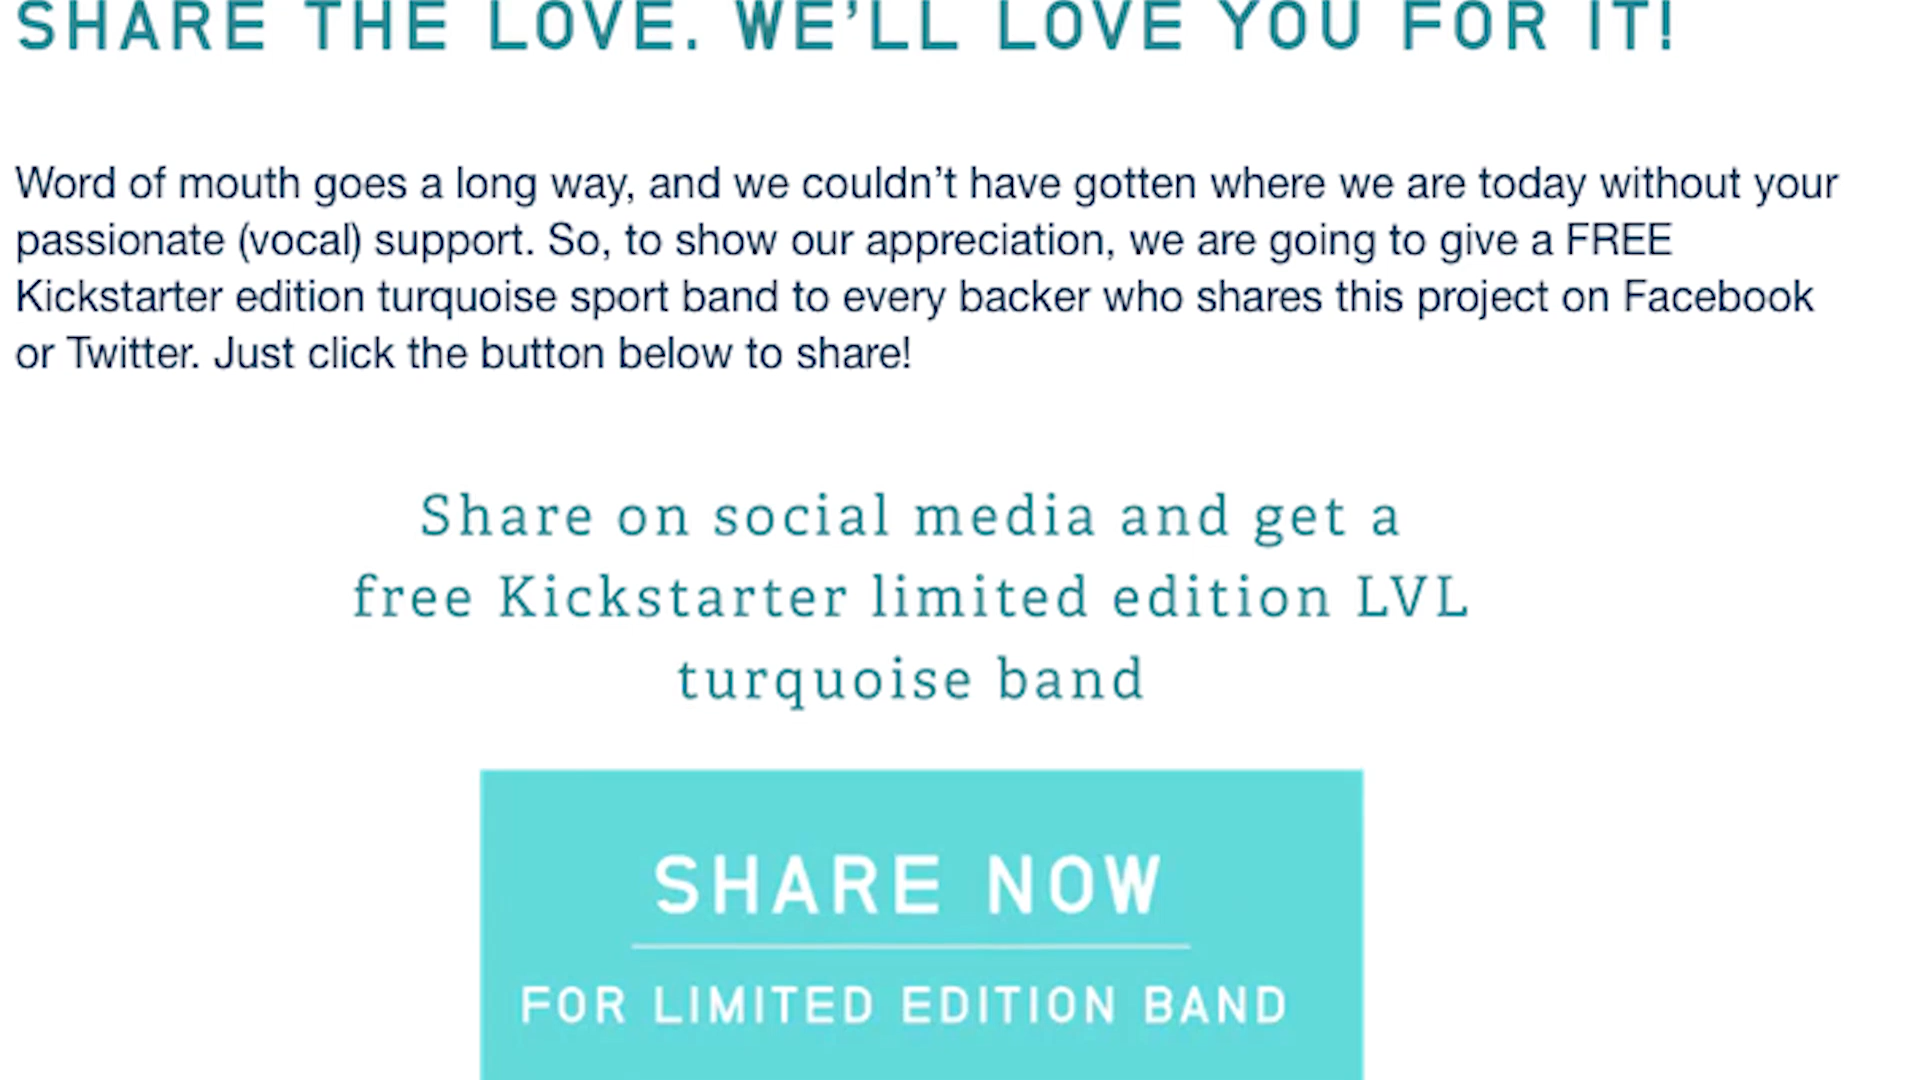 SHARE THE LOVE. WE’LL LOVE YOU FOR IT!
Word of mouth goes a long way, and we couldn’t have gotten where we are today without your
passionate (vocal) support. So, to show our appreciation, we are going to give a FREE
Kickstarter edition turquoise sport band to every backer who shares this project on Facebook
or Twitter. Just click the button below to share!
Share on social media and get a
free Kickstarter limited edition LVL
turquoise band
SHARE NOW
FOR LIMITED EDITION BAND